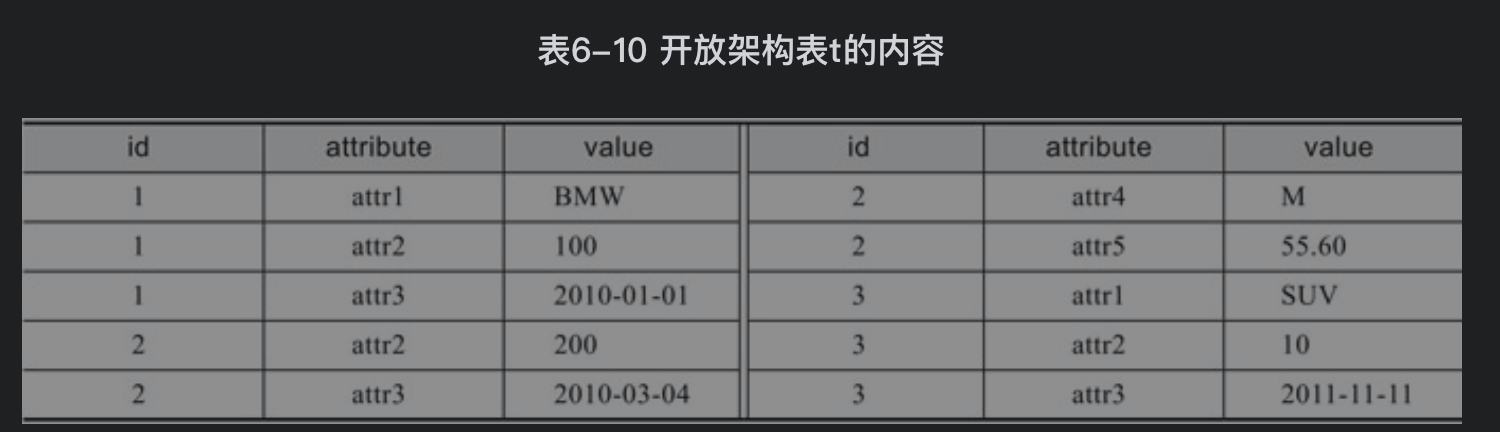 表6-10 开放架构表t的内容
id attribute value id attribute value
1 attr1 BMW 2 attr4 M
1 attr2 100 2 attr5 55.60
1 attr3 2010-01-01 3 attr1 SUV
2 attr2 200 3 attr2 10
2 attr3 2010-03-04 3 attr3 2011-11-11